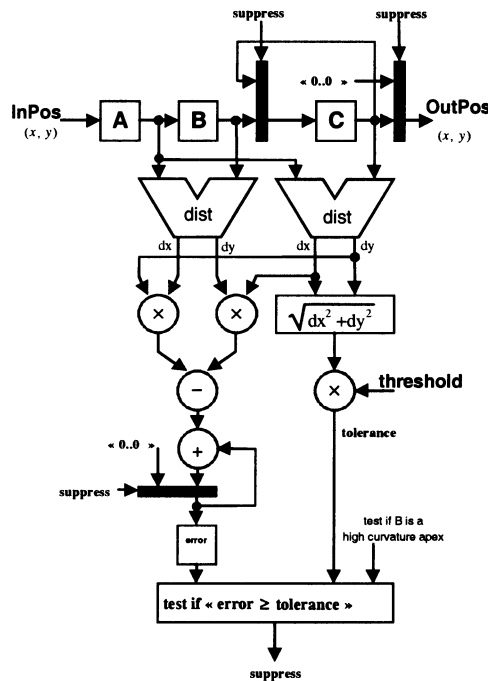 suppress suppress
« 0..0 »
inPos OutPos
(x, y) A B C (x, y)
dist dist
dx dy dx dy
× × √dx² +dy²
− × threshold
tolerance
« 0..0 » +
suppress
test if B is a
high curvature apex
error
test if « error ≥ tolerance »
suppress